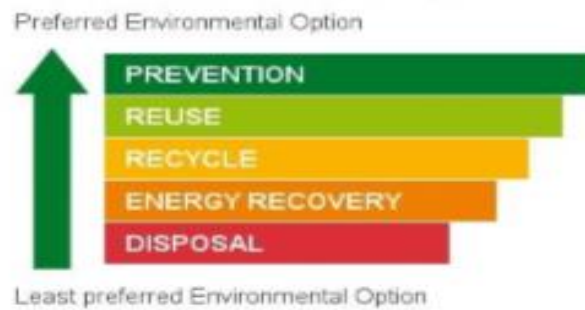 Preferred Environmental Option
PREVENTION
REUSE
RECYCLE
ENERGY RECOVERY
DISPOSAL
Least preferred Environmental Option